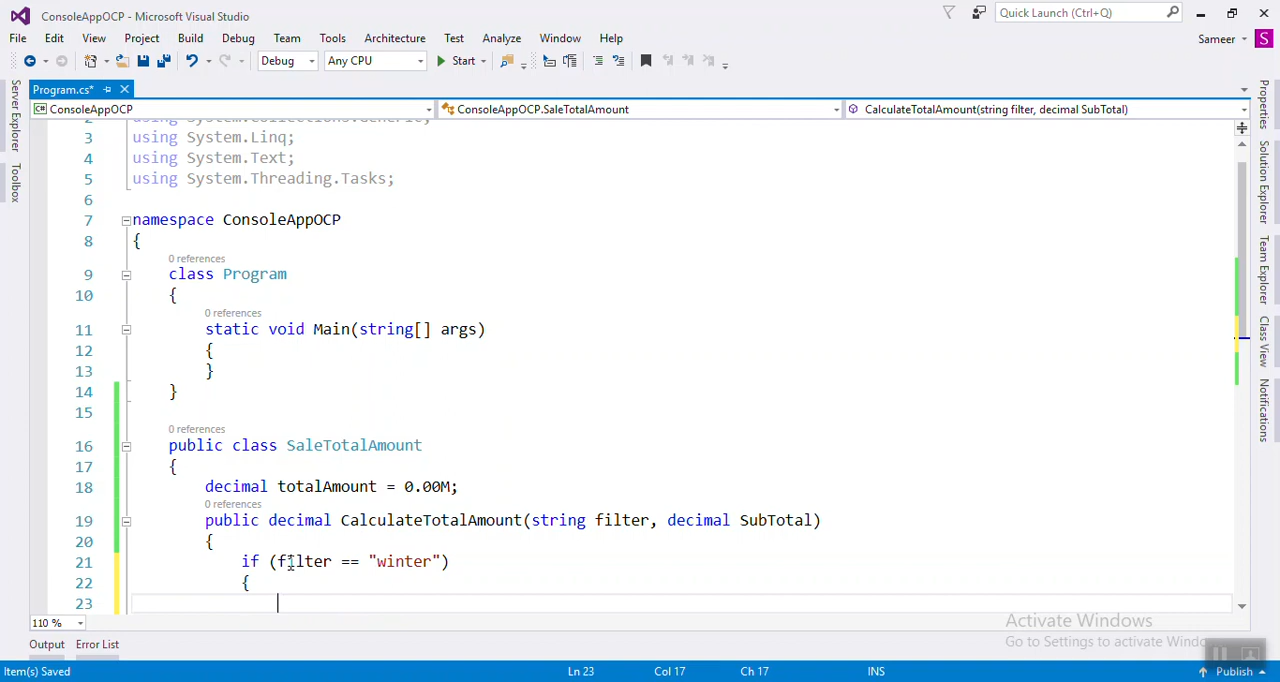 ConsoleAppOCP - Microsoft Visual Studio
Quick Launch (Ctrl+Q)
File Edit View Project Build Debug Team Tools Architecture Test Analyze Window Help
Sameer S
Debug Any CPU Start
Program.cs*
ConsoleAppOCP ConsoleAppOCP.SaleTotalAmount CalculateTotalAmount(string filter, decimal SubTotal)
Server Explorer
Toolbox
Properties
Solution Explorer
Team Explorer
Class View
Notifications
2 using System.Collections.Generic;
3 using System.Linq;
4 using System.Text;
5 using System.Threading.Tasks;
6
7 namespace ConsoleAppOCP
8 {
0 references
9 class Program
10 {
0 references
11 static void Main(string[] args)
12 {
13 }
14 }
15
0 references
16 public class SaleTotalAmount
17 {
18 decimal totalAmount = 0.00M;
0 references
19 public decimal CalculateTotalAmount(string filter, decimal SubTotal)
20 {
21 if (filter == "winter")
22 {
23
110 %
Activate Windows
Go to Settings to activate Windo
Output Error List
Item(s) Saved Ln 23 Col 17 Ch 17 INS Publish